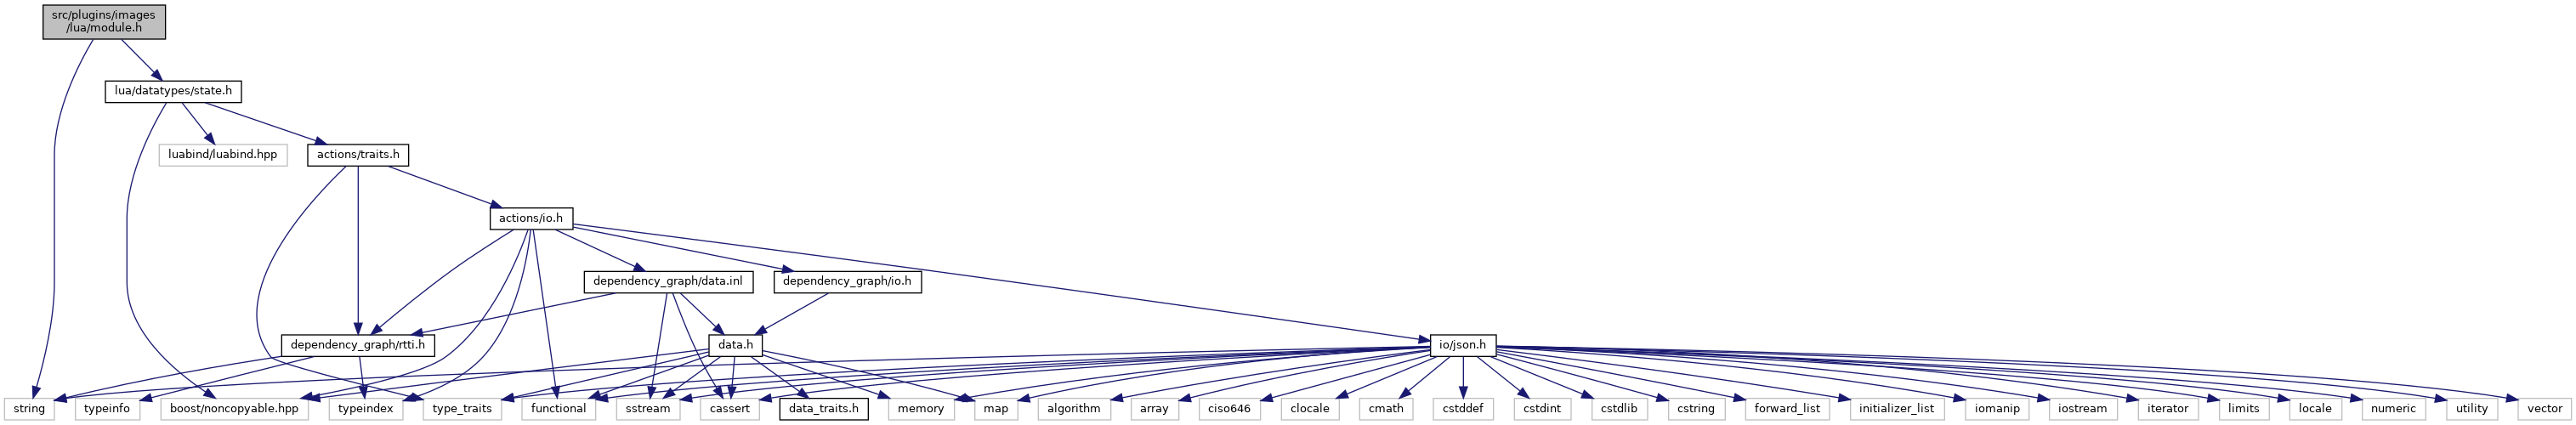 src/plugins/images
/lua/module.h
lua/datatypes/state.h
luabind/luabind.hpp
actions/traits.h
actions/io.h
dependency_graph/data.inl
dependency_graph/io.h
dependency_graph/rtti.h
data.h
io/json.h
string
typeinfo
boost/noncopyable.hpp
typeindex
type_traits
functional
sstream
cassert
data_traits.h
memory
map
algorithm
array
ciso646
clocale
cmath
cstddef
cstdint
cstdlib
cstring
forward_list
initializer_list
iomanip
iostream
iterator
limits
locale
numeric
utility
vector